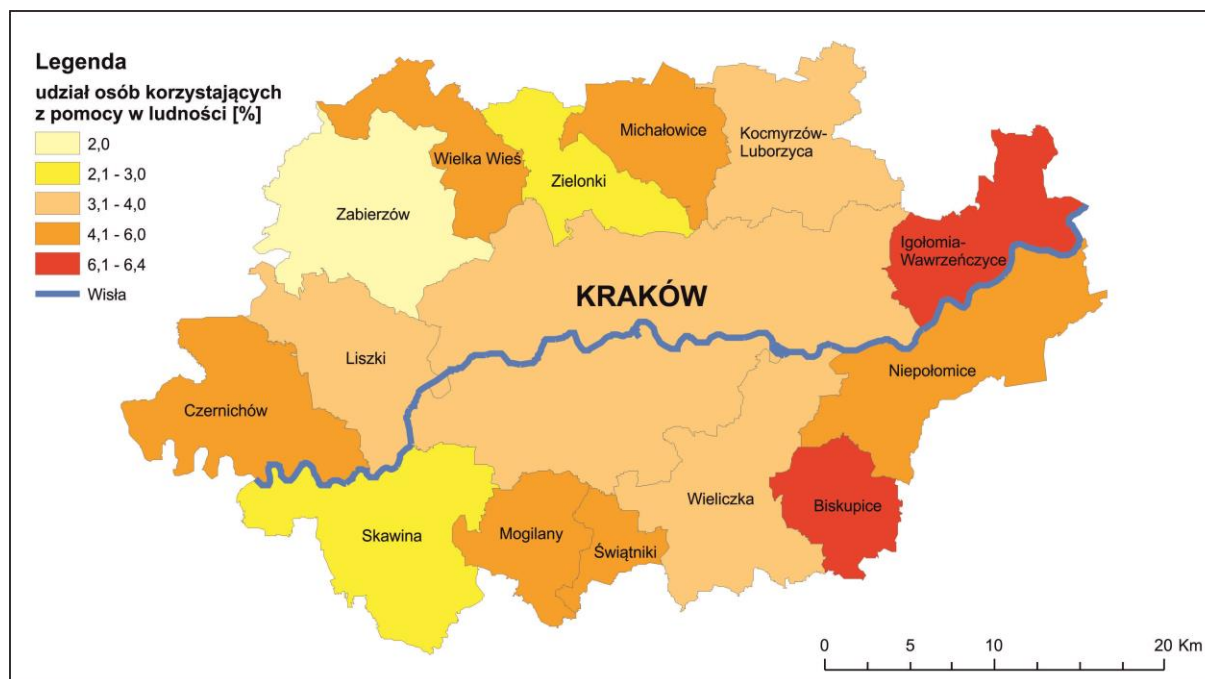 Legenda
udział osób korzystających
z pomocy w ludności [%]
2,0
2,1 - 3,0
3,1 - 4,0
4,1 - 6,0
6,1 - 6,4
Wisła
Michałowice
Kocmyrzów-
Luborzyca
Wielka Wieś
Zielonki
Zabierzów
Igołomia-
Wawrzeńczyce
KRAKÓW
Liszki
Niepołomice
Czernichów
Wieliczka
Biskupice
Skawina
Mogilany
Świątniki
0 5 10 20 Km